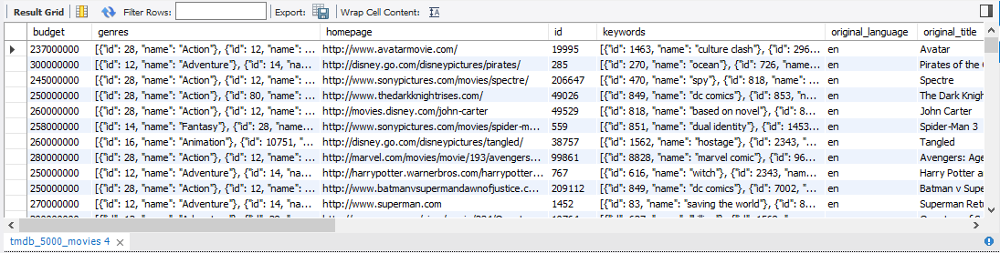 Result Grid Filter Rows: Export: Wrap Cell Content:
budget genres homepage id keywords original_language original_title
237000000 [{"id": 28, "name": "Action"}, {"id": 12, "name": ... http://www.avatarmovie.com/ 19995 [{"id": 1463, "name": "culture clash"}, {"id": 296... en Avatar
300000000 [{"id": 12, "name": "Adventure"}, {"id": 14, "na... http://disney.go.com/disneypictures/pirates/ 285 [{"id": 270, "name": "ocean"}, {"id": 726, "name... en Pirates of the C
245000000 [{"id": 28, "name": "Action"}, {"id": 12, "name": ... http://www.sonypictures.com/movies/spectre/ 206647 [{"id": 470, "name": "spy"}, {"id": 818, "name": ... en Spectre
250000000 [{"id": 28, "name": "Action"}, {"id": 80, "name": ... http://www.thedarkknightrises.com/ 49026 [{"id": 849, "name": "dc comics"}, {"id": 853, "n... en The Dark Knigh
260000000 [{"id": 28, "name": "Action"}, {"id": 12, "name": ... http://movies.disney.com/john-carter 49529 [{"id": 818, "name": "based on novel"}, {"id": 8... en John Carter
258000000 [{"id": 14, "name": "Fantasy"}, {"id": 28, "name... http://www.sonypictures.com/movies/spider-m... 559 [{"id": 851, "name": "dual identity"}, {"id": 1453... en Spider-Man 3
260000000 [{"id": 16, "name": "Animation"}, {"id": 10751, "... http://disney.go.com/disneypictures/tangled/ 38757 [{"id": 1562, "name": "hostage"}, {"id": 2343, "... en Tangled
280000000 [{"id": 28, "name": "Action"}, {"id": 12, "name": ... http://marvel.com/movies/movie/193/avengers... 99861 [{"id": 8828, "name": "marvel comic"}, {"id": 96... en Avengers: Age
250000000 [{"id": 12, "name": "Adventure"}, {"id": 14, "na... http://harrypotter.warnerbros.com/harrypotter... 767 [{"id": 616, "name": "witch"}, {"id": 2343, "nam... en Harry Potter an
250000000 [{"id": 28, "name": "Action"}, {"id": 12, "name": ... http://www.batmanvsupermandawnofjustice.c... 209112 [{"id": 849, "name": "dc comics"}, {"id": 7002, "... en Batman v Supe
270000000 [{"id": 12, "name": "Adventure"}, {"id": 14, "na... http://www.superman.com 1452 [{"id": 83, "name": "saving the world"}, {"id": 8... en Superman Ret
tmdb_5000_movies 4